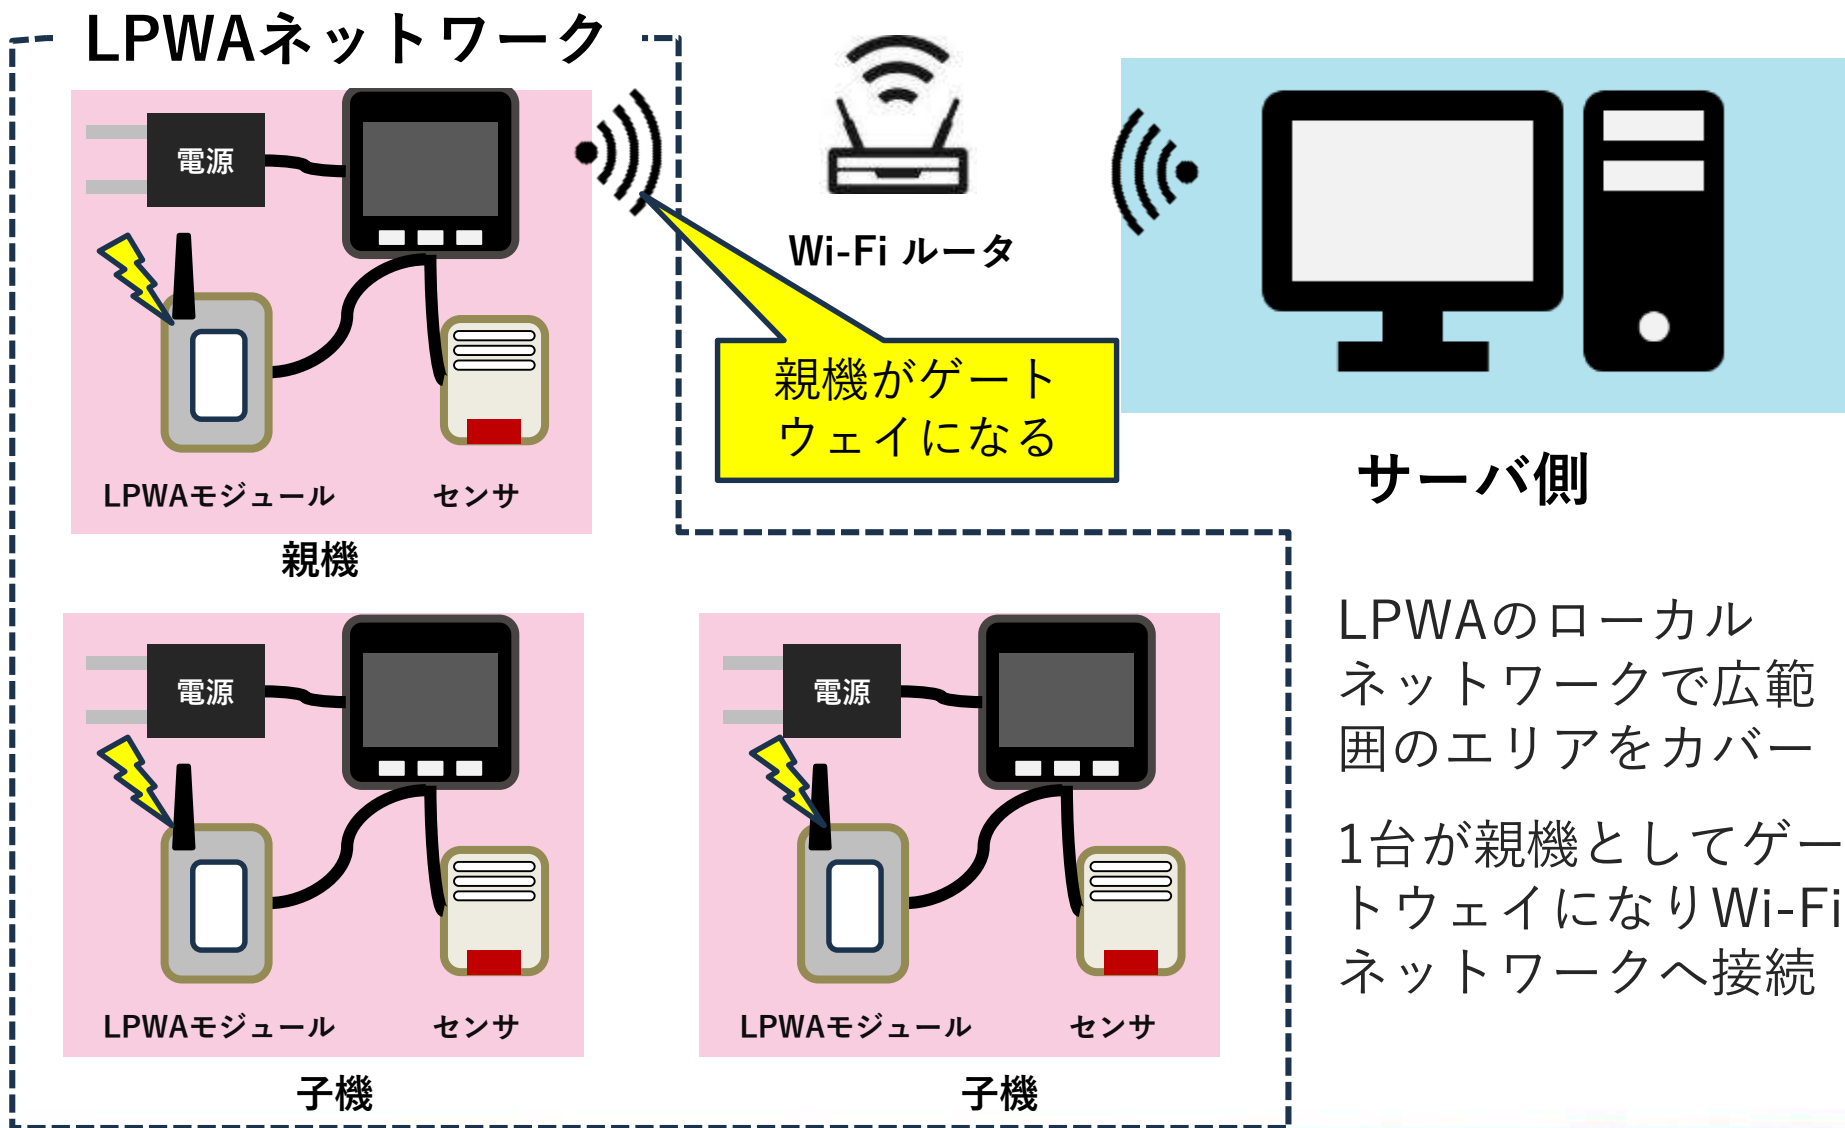 LPWAネットワーク
電源
LPWAモジュール
センサ
親機
Wi-Fi ルータ
親機がゲート
ウェイになる
サーバ側
電源
LPWAモジュール
センサ
子機
電源
LPWAモジュール
センサ
子機
LPWAのローカル
ネットワークで広範
囲のエリアをカバー
1台が親機としてゲー
トウェイになりWi-Fi
ネットワークへ接続